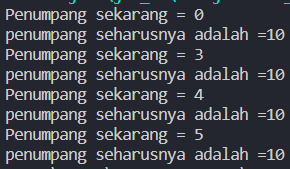 Penumpang sekarang = 0
penumpang seharusnya adalah =10
Penumpang sekarang = 3
penumpang seharusnya adalah =10
Penumpang sekarang = 4
penumpang seharusnya adalah =10
Penumpang sekarang = 5
penumpang seharusnya adalah =10